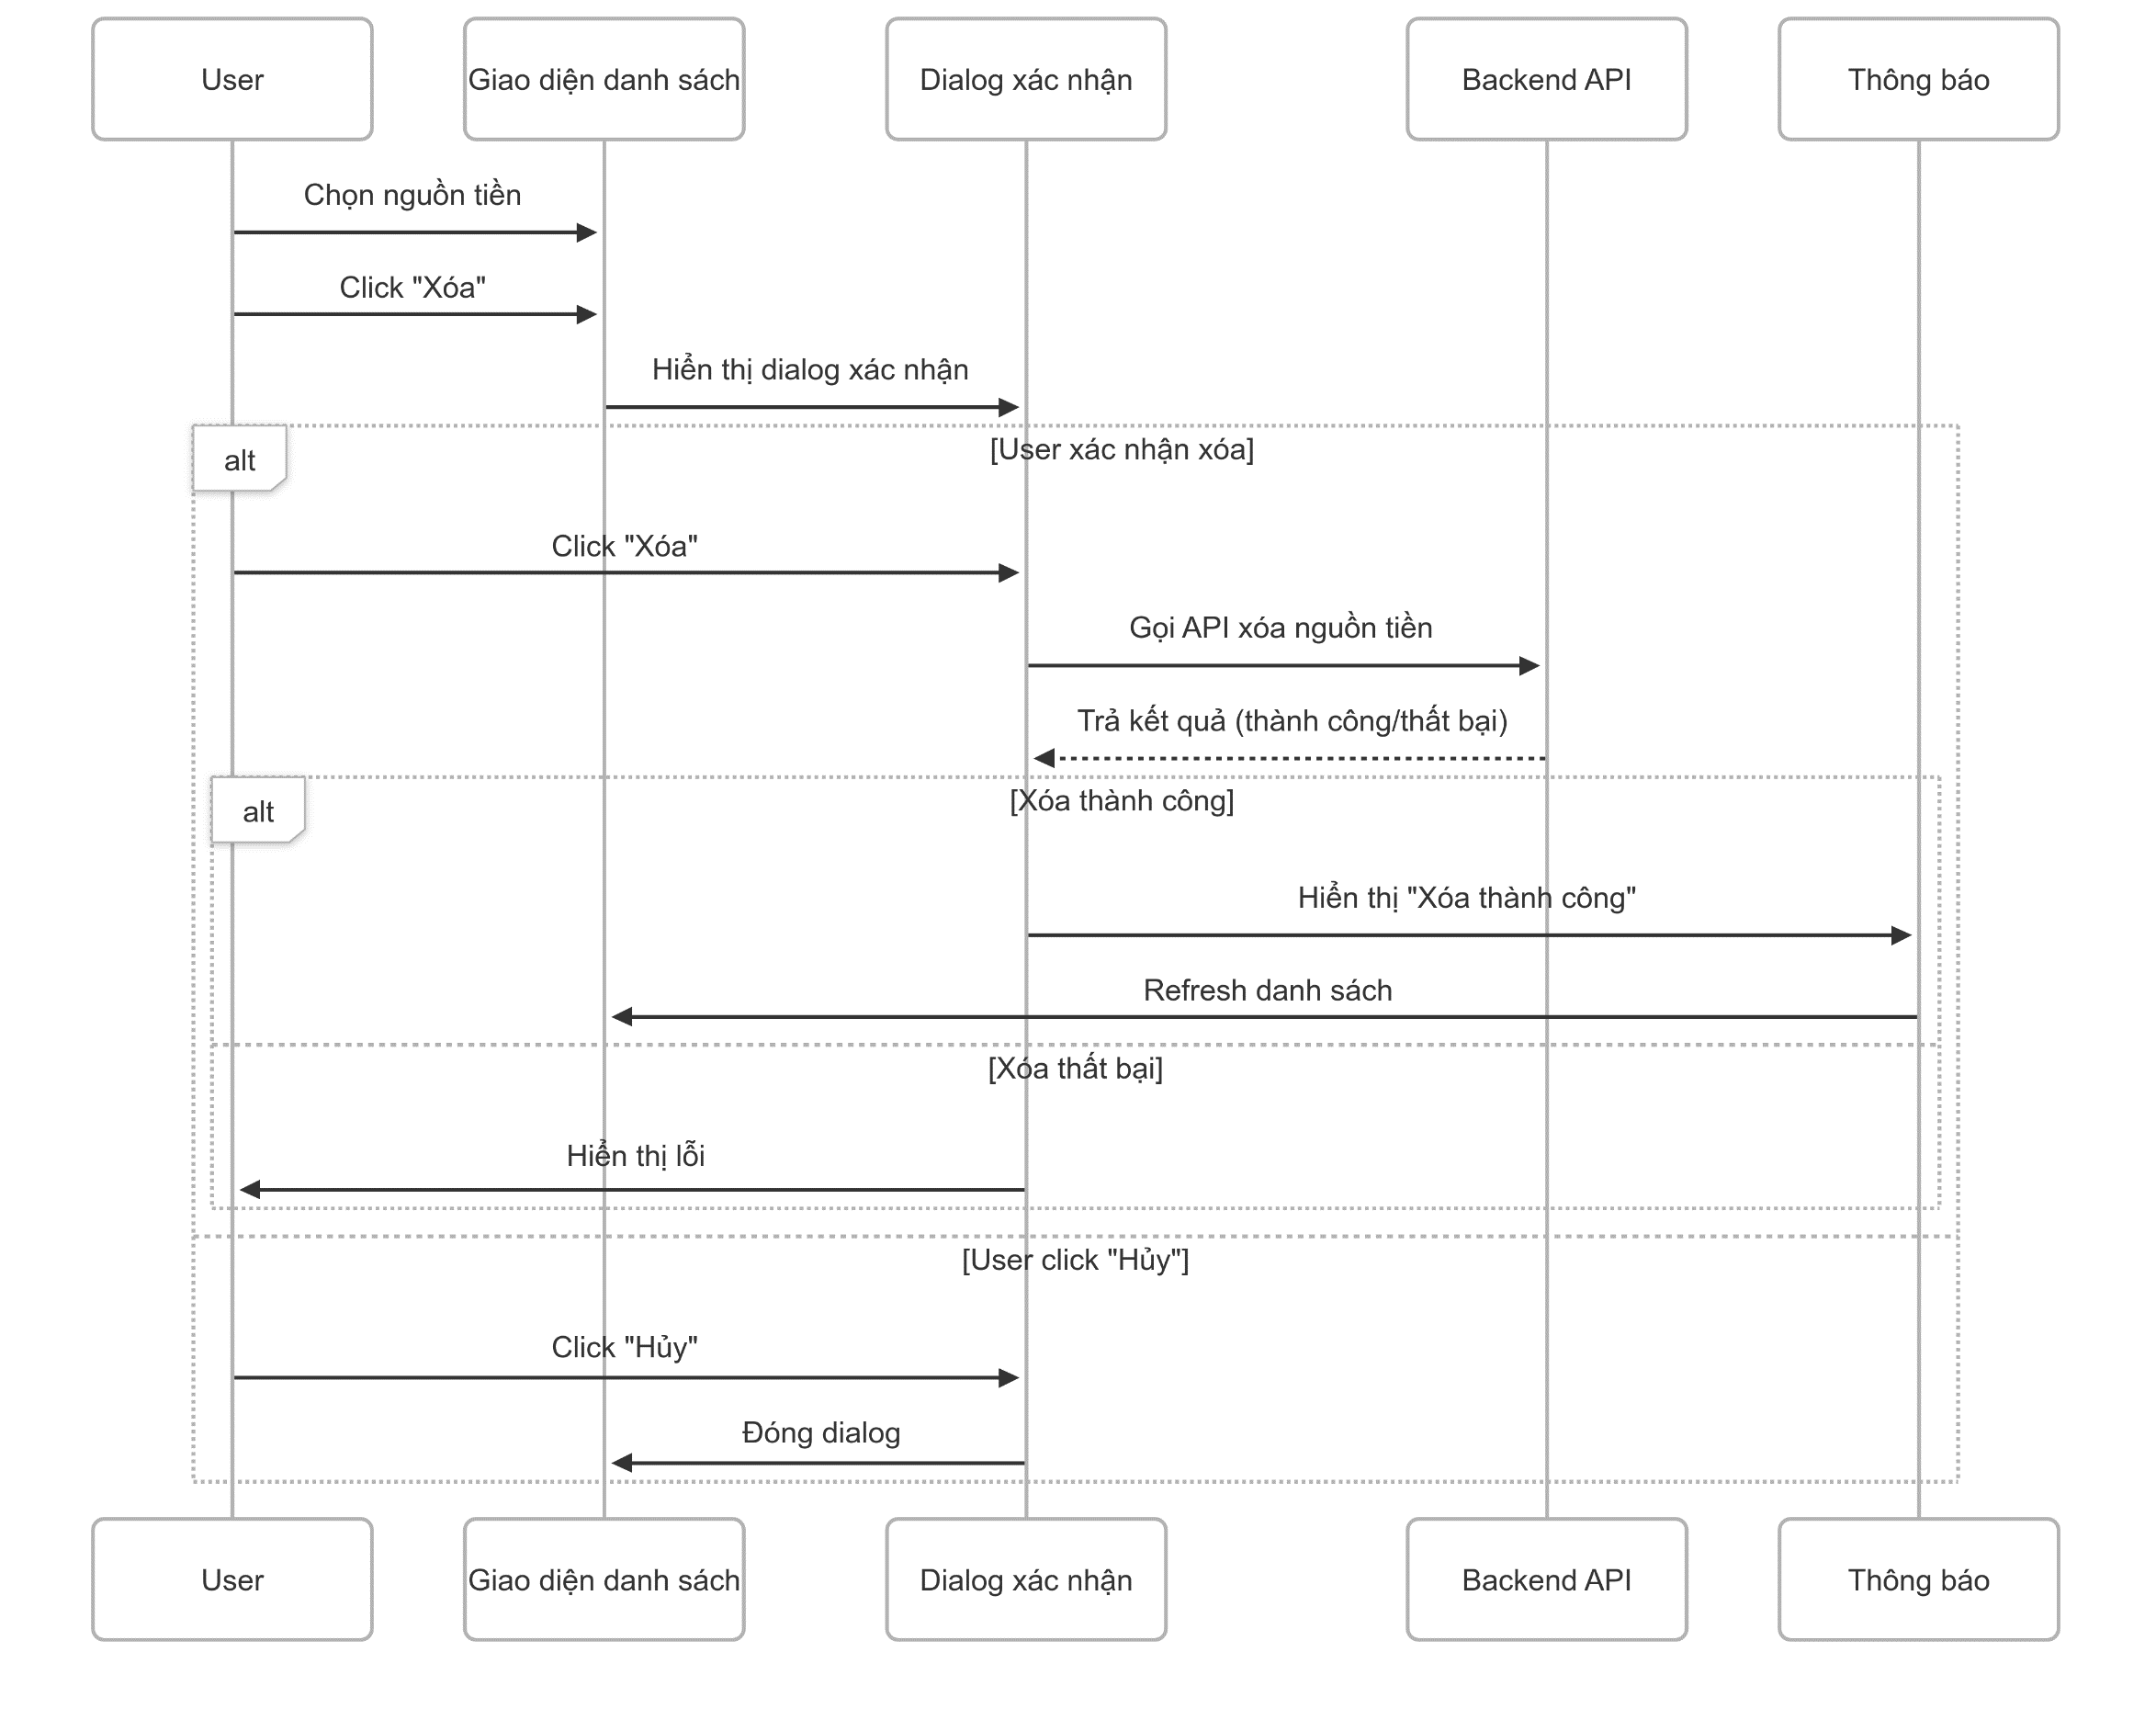 User
Giao diện danh sách
Dialog xác nhận
Backend API
Thông báo
Chọn nguồn tiền
Click "Xóa"
Hiển thị dialog xác nhận
alt
[User xác nhận xóa]
Click "Xóa"
Gọi API xóa nguồn tiền
Trả kết quả (thành công/thất bại)
alt
[Xóa thành công]
Hiển thị "Xóa thành công"
Refresh danh sách
[Xóa thất bại]
Hiển thị lỗi
[User click "Hủy"]
Click "Hủy"
Đóng dialog
User
Giao diện danh sách
Dialog xác nhận
Backend API
Thông báo